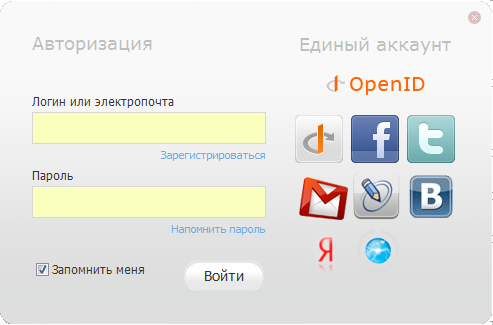 Авторизация
Логин или электропочта
Зарегистрироваться
Пароль
Напомнить пароль
Запомнить меня
Войти
Единый аккаунт
OpenID
f
t
B
Я